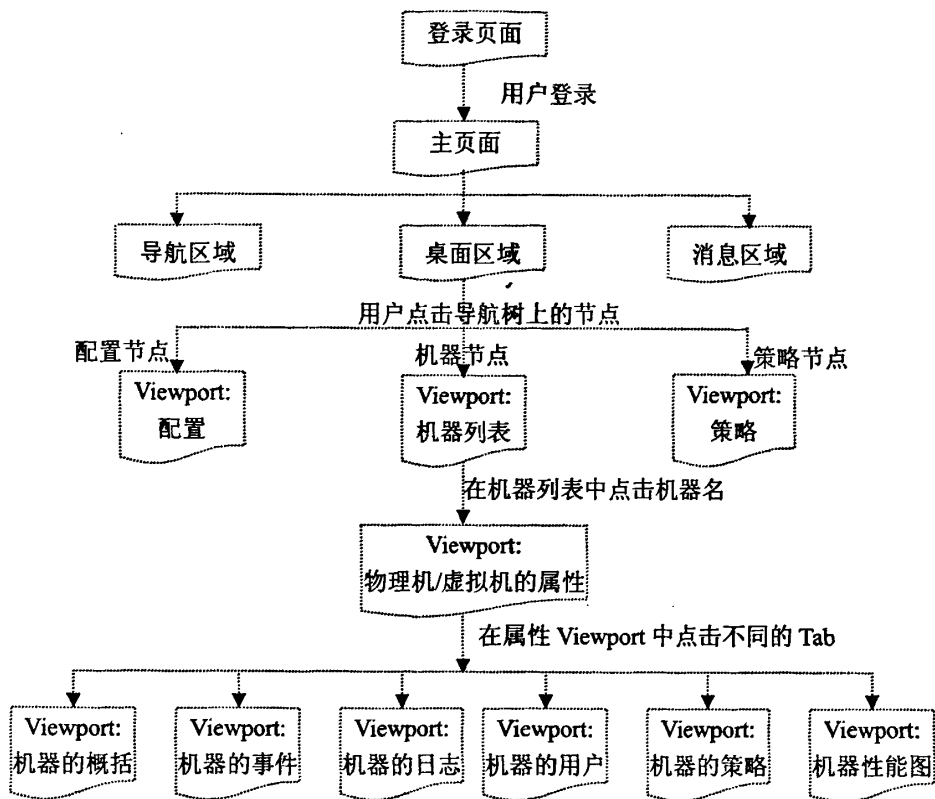 登录页面
用户登录
主页面
导航区域
桌面区域
消息区域
用户点击导航树上的节点
配置节点
机器节点
策略节点
Viewport:
配置
Viewport:
机器列表
Viewport:
策略
在机器列表中点击机器名
Viewport:
物理机/虚拟机的属性
在属性 Viewport 中点击不同的 Tab
Viewport:
机器的概括
Viewport:
机器的事件
Viewport:
机器的日志
Viewport:
机器的用户
Viewport:
机器的策略
Viewport:
机器性能图